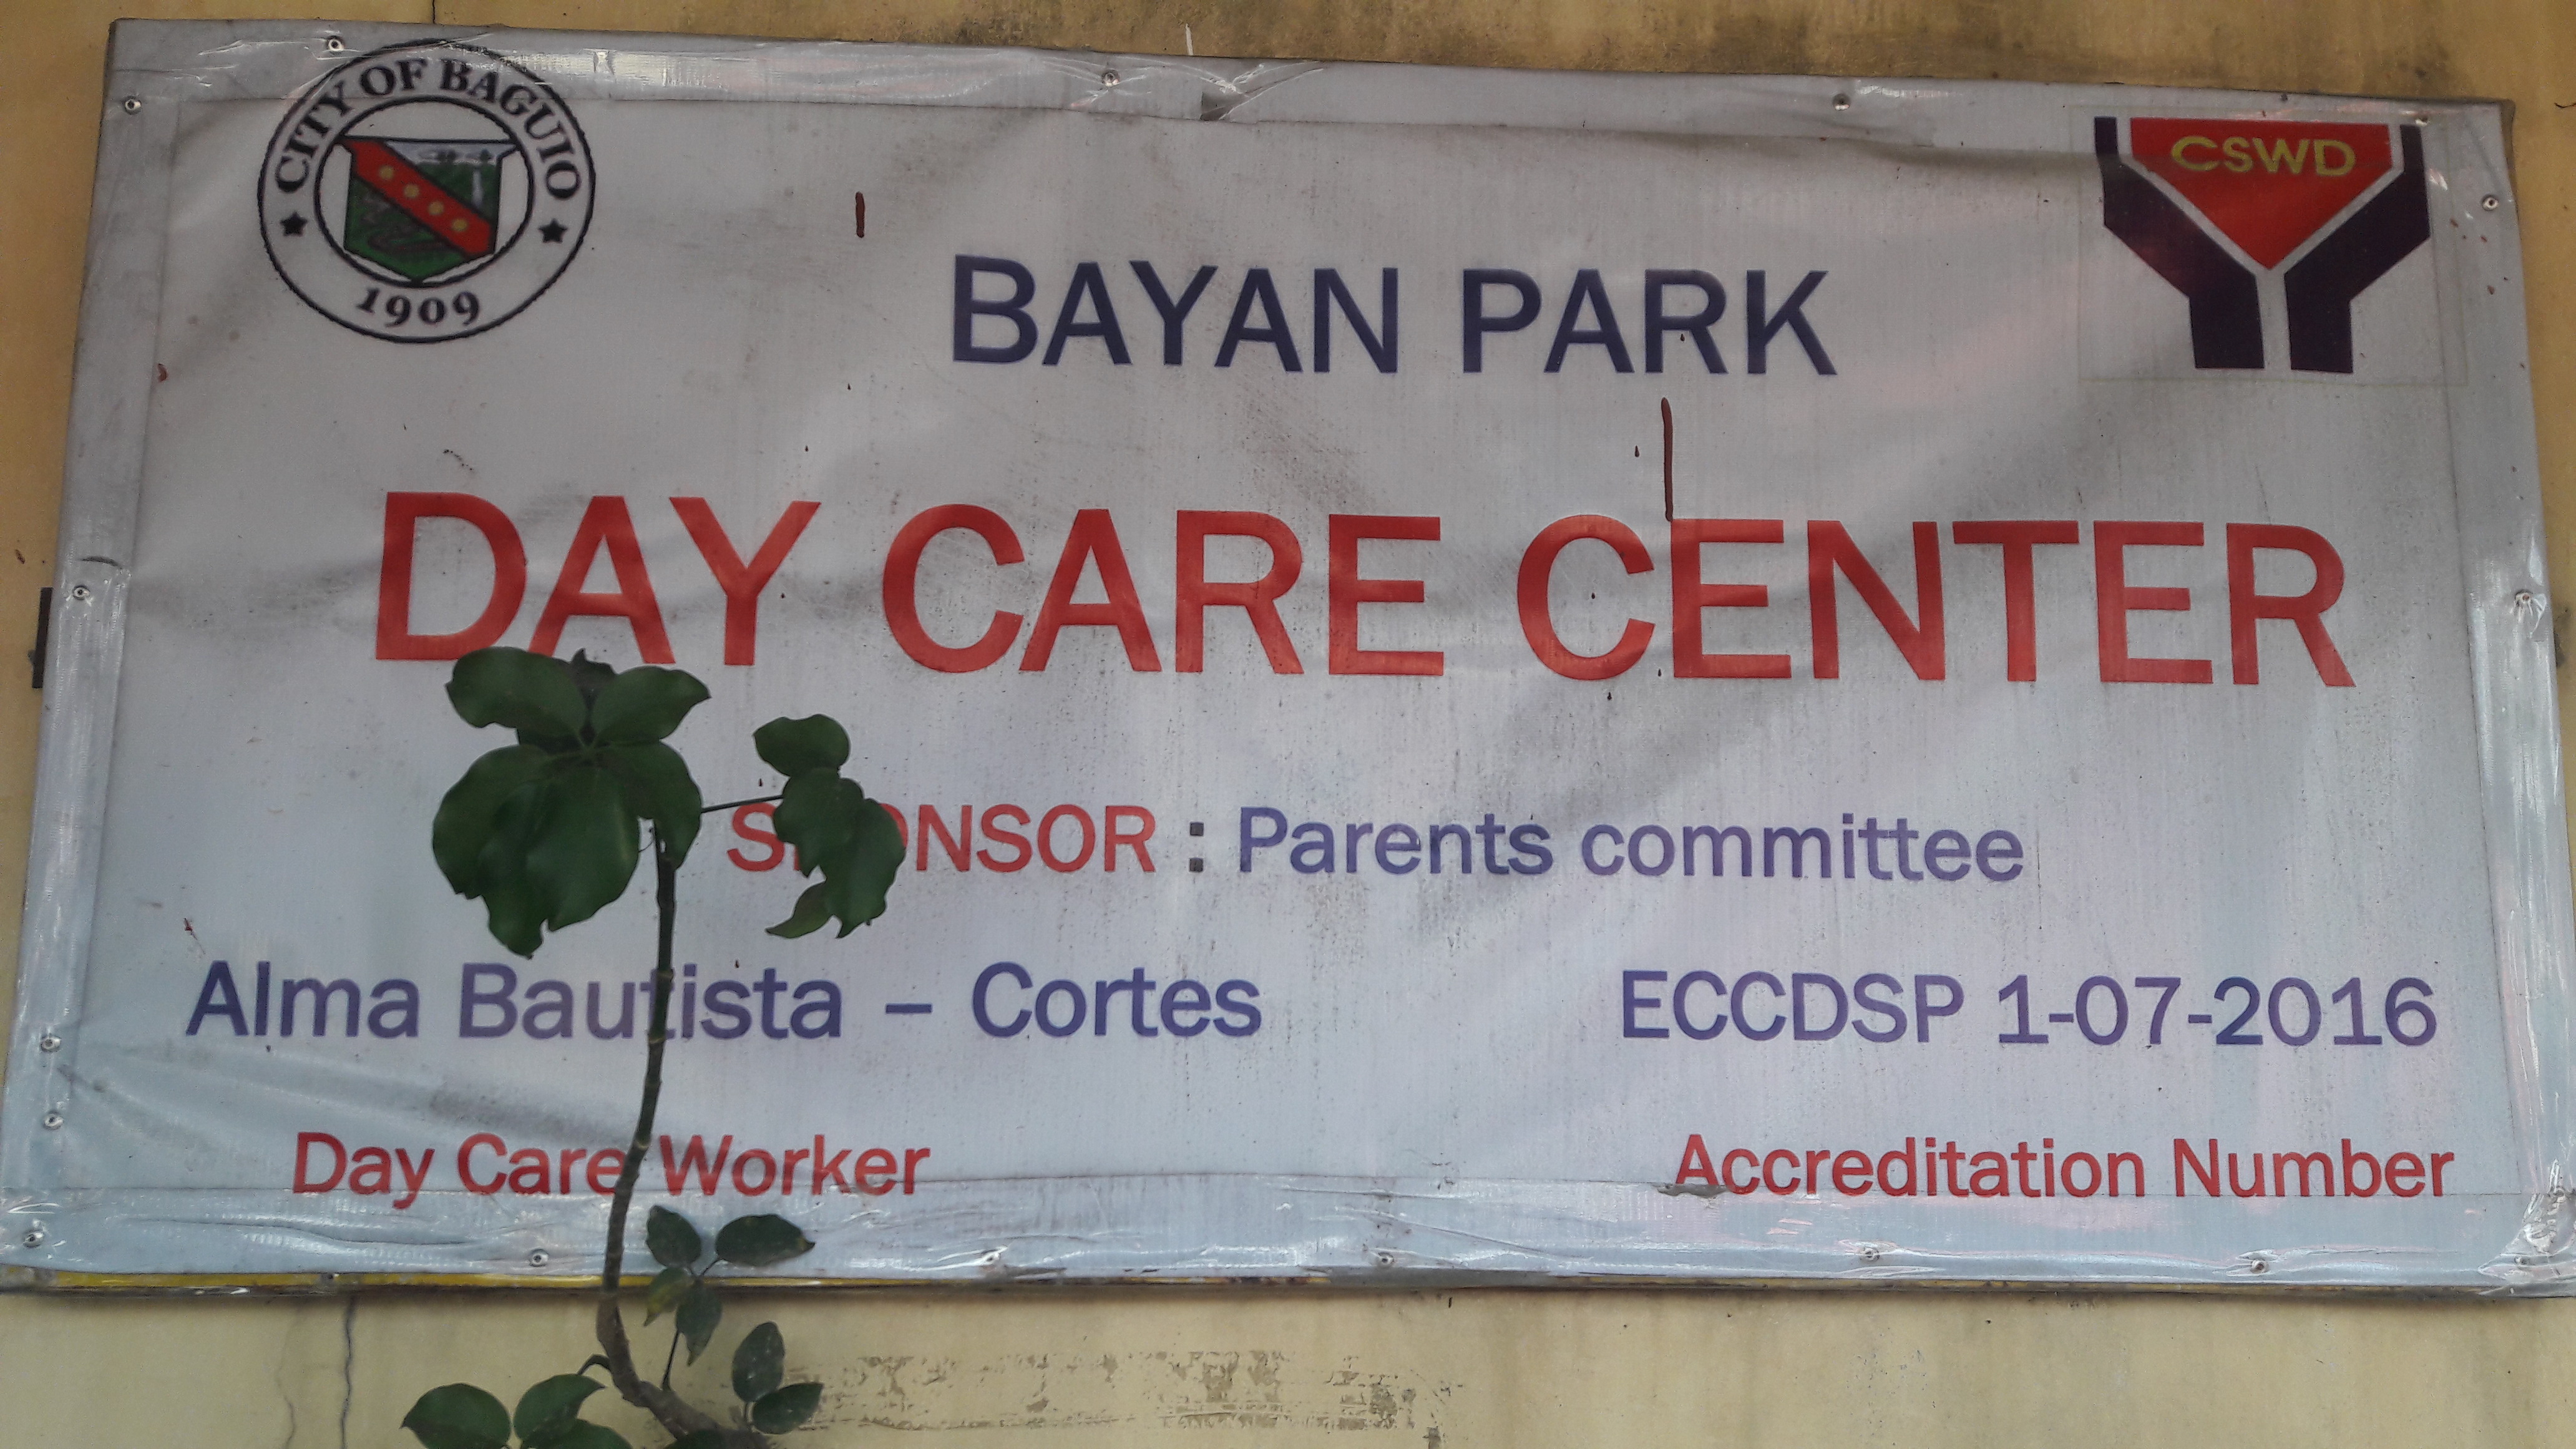 CITY OF BAGUIO
1909
CSWD
BAYAN PARK
DAY CARE CENTER
SPONSOR : Parents committee
Alma Bautista – Cortes
ECCDSP 1-07-2016
Day Care Worker
Accreditation Number